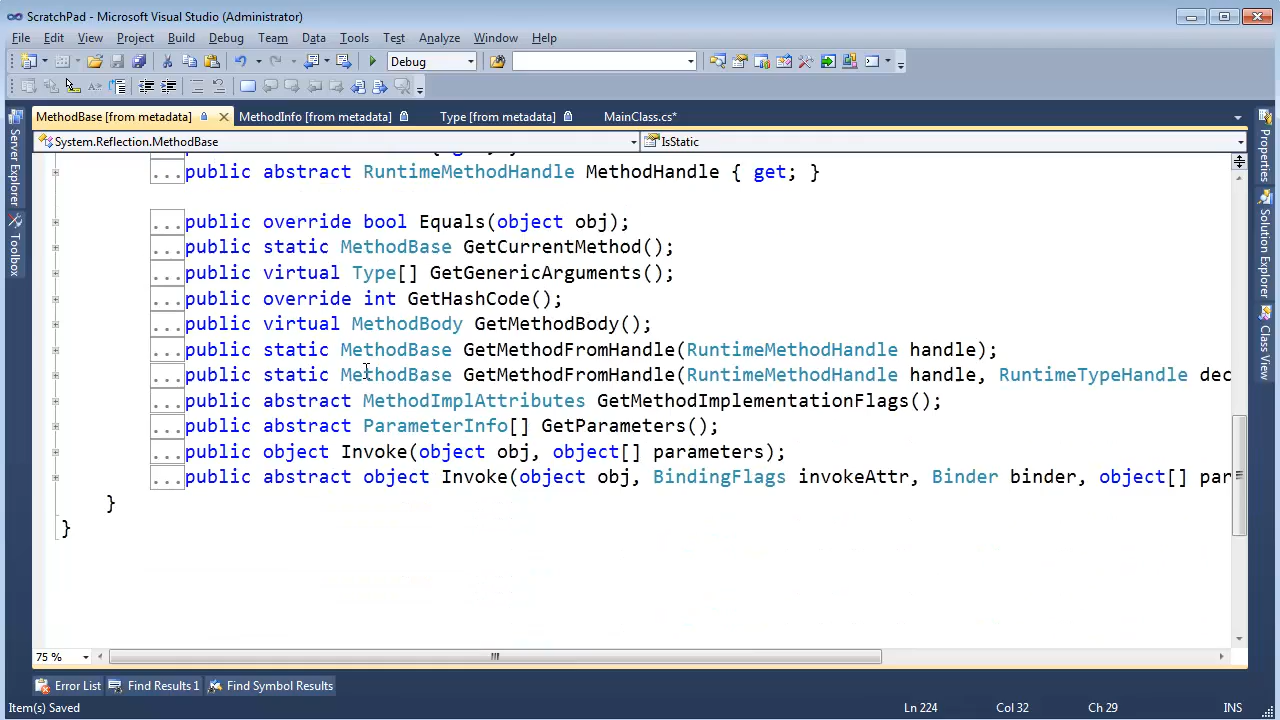 ScratchPad - Microsoft Visual Studio (Administrator)
File Edit View Project Build Debug Team Data Tools Test Analyze Window Help
Debug
MethodBase [from metadata] MethodInfo [from metadata] Type [from metadata] MainClass.cs*
System.Reflection.MethodBase IsStatic
...public abstract RuntimeMethodHandle MethodHandle { get; }
...public override bool Equals(object obj);
...public static MethodBase GetCurrentMethod();
...public virtual Type[] GetGenericArguments();
...public override int GetHashCode();
...public virtual MethodBody GetMethodBody();
...public static MethodBase GetMethodFromHandle(RuntimeMethodHandle handle);
...public static MethodBase GetMethodFromHandle(RuntimeMethodHandle handle, RuntimeTypeHandle dec
...public abstract MethodImplAttributes GetMethodImplementationFlags();
...public abstract ParameterInfo[] GetParameters();
...public object Invoke(object obj, object[] parameters);
...public abstract object Invoke(object obj, BindingFlags invokeAttr, Binder binder, object[] par
}
}
Server Explorer
Toolbox
Properties
Solution Explorer
Class View
75 %
Error List Find Results 1 Find Symbol Results
Item(s) Saved Ln 224 Col 32 Ch 29 INS